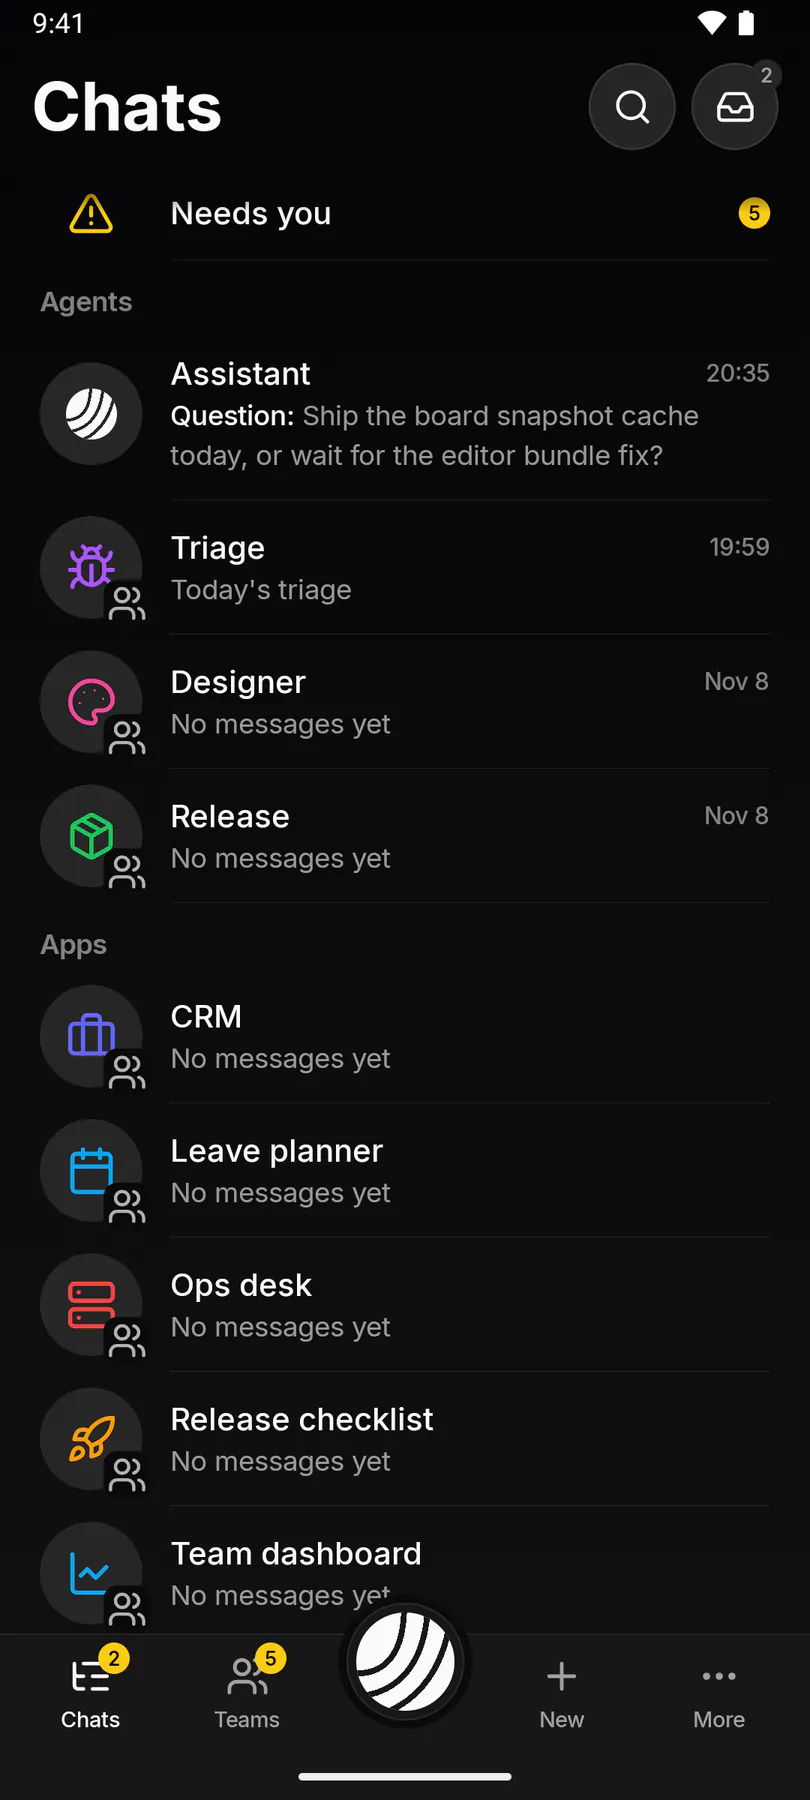 9:41
Chats
2
Needs you
5
Agents
Assistant
20:35
Question: Ship the board snapshot cache
today, or wait for the editor bundle fix?
Triage
19:59
Today's triage
Designer
Nov 8
No messages yet
Release
Nov 8
No messages yet
Apps
CRM
No messages yet
Leave planner
No messages yet
Ops desk
No messages yet
Release checklist
No messages yet
Team dashboard
No messages yet
2
5
Chats
Teams
New
More